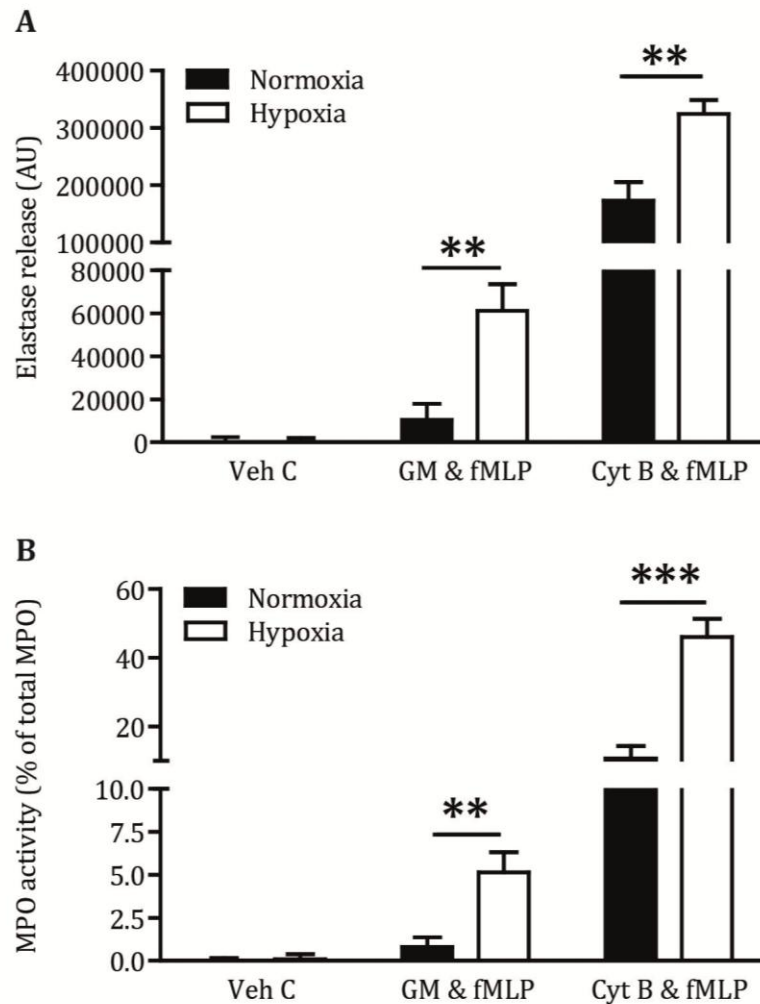 A
Elastase release (AU)
400000
300000
200000
100000
80000
60000
40000
20000
0
Normoxia
Hypoxia
**
**
Veh C
GM & fMLP
Cyt B & fMLP
B
MPO activity (% of total MPO)
60
40
20
10.0
7.5
5.0
2.5
0.0
Normoxia
Hypoxia
***
**
Veh C
GM & fMLP
Cyt B & fMLP